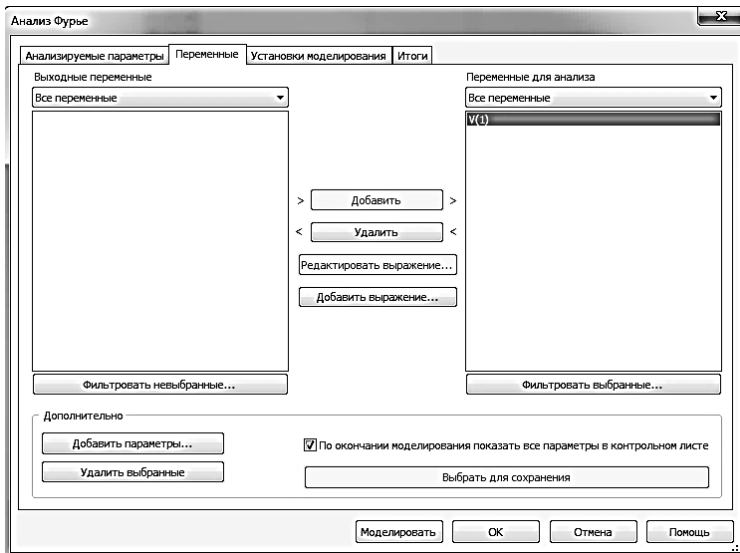 Анализ Фурье
Анализируемые параметры Переменные Установки моделирования Итоги
Выходные переменные
Переменные для анализа
Все переменные
Все переменные
V(1)
> Добавить >
< Удалить <
Редактировать выражение...
Добавить выражение...
Фильтровать невыбранные...
Фильтровать выбранные...
Дополнительно
Добавить параметры...
По окончании моделирования показать все параметры в контрольном листе
Удалить выбранные
Выбрать для сохранения
Моделировать OK Отмена Помощь